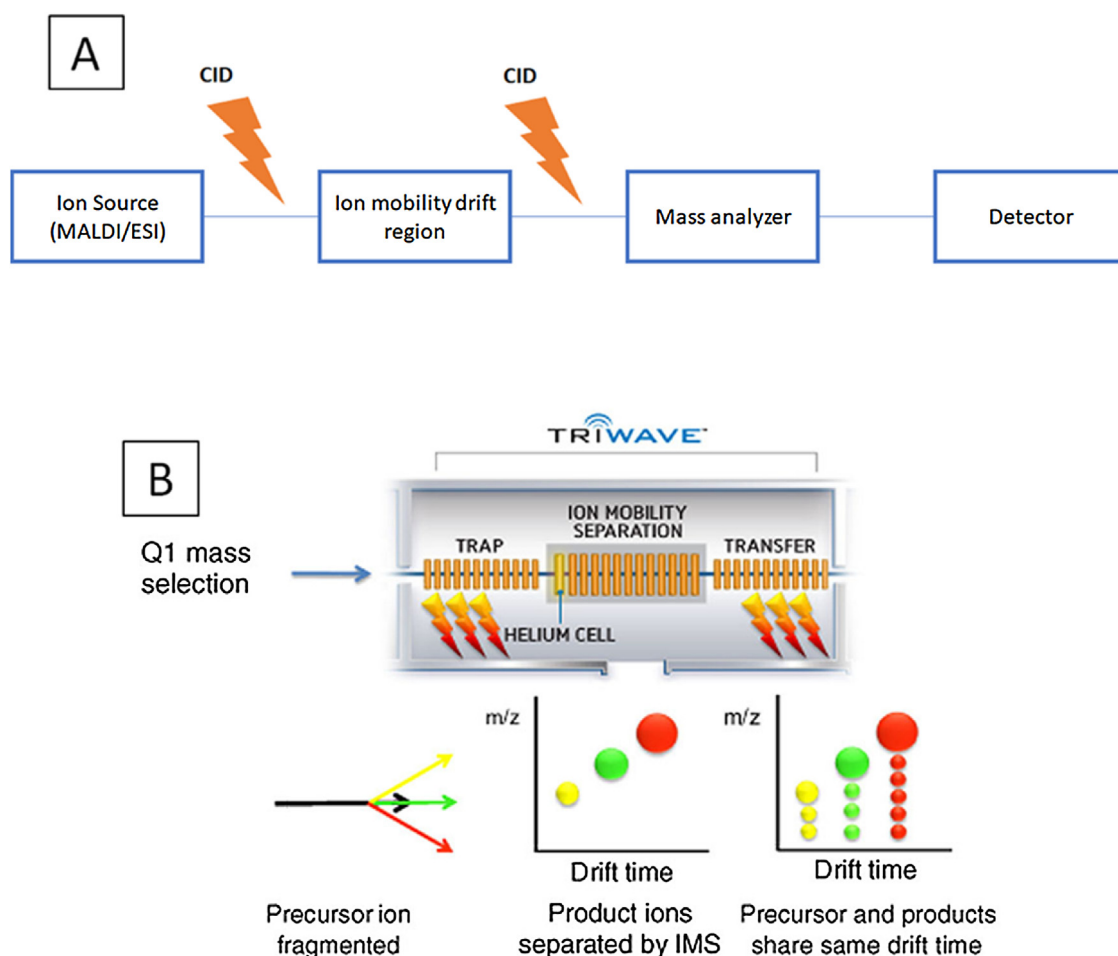 A
CID
CID
Ion Source
(MALDI/ESI)
Ion mobility drift
region
Mass analyzer
Detector
TRIWAVE™
B
Q1 mass
selection
ION MOBILITY
SEPARATION
TRAP
TRANSFER
HELIUM CELL
m/z
m/z
Drift time
Drift time
Precursor ion
fragmented
Product ions
separated by IMS
Precursor and products
share same drift time